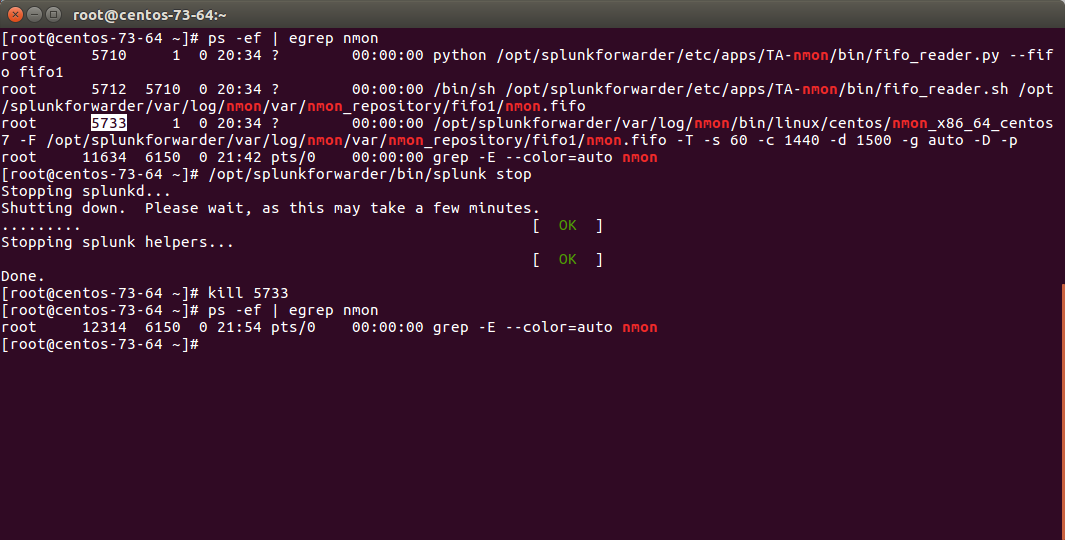 root@centos-73-64:~
[root@centos-73-64 ~]# ps -ef | egrep nmon
root      5710     1  0 20:34 ?        00:00:00 python /opt/splunkforwarder/etc/apps/TA-nmon/bin/fifo_reader.py --fif
o fifo1
root      5712  5710  0 20:34 ?        00:00:00 /bin/sh /opt/splunkforwarder/etc/apps/TA-nmon/bin/fifo_reader.sh /opt
/splunkforwarder/var/log/nmon/var/nmon_repository/fifo1/nmon.fifo
root      5733     1  0 20:34 ?        00:00:00 /opt/splunkforwarder/var/log/nmon/bin/linux/centos/nmon_x86_64_centos
7 -F /opt/splunkforwarder/var/log/nmon/var/nmon_repository/fifo1/nmon.fifo -T -s 60 -c 1440 -d 1500 -g auto -D -p
root     11634  6150  0 21:42 pts/0    00:00:00 grep -E --color=auto nmon
[root@centos-73-64 ~]# /opt/splunkforwarder/bin/splunk stop
Stopping splunkd...
Shutting down.  Please wait, as this may take a few minutes.
.........                                                  [  OK  ]
Stopping splunk helpers...
                                                           [  OK  ]
Done.
[root@centos-73-64 ~]# kill 5733
[root@centos-73-64 ~]# ps -ef | egrep nmon
root     12314  6150  0 21:54 pts/0    00:00:00 grep -E --color=auto nmon
[root@centos-73-64 ~]#